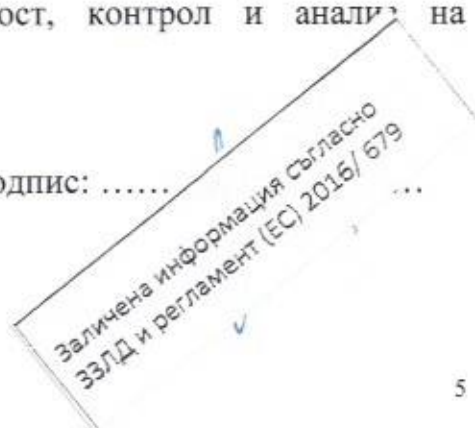 ост, контрол и анализ на
одпис: ...... ...
Заличена информация съгласно
ЗЗЛД и регламент (ЕС) 2016/ 679
5